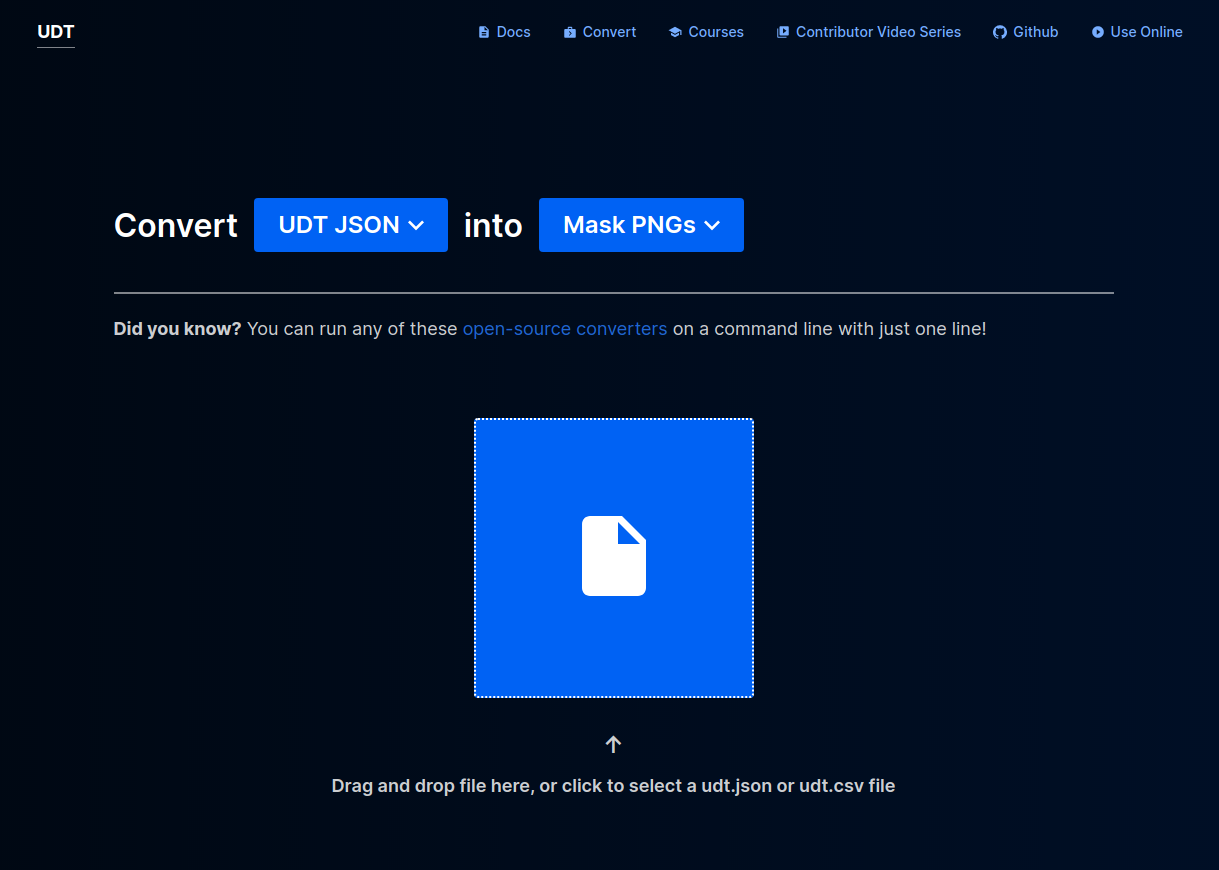 UDT Docs Convert Courses Contributor Video Series Github Use Online
Convert UDT JSON into Mask PNGs
Did you know? You can run any of these open-source converters on a command line with just one line!
Drag and drop file here, or click to select a udt.json or udt.csv file